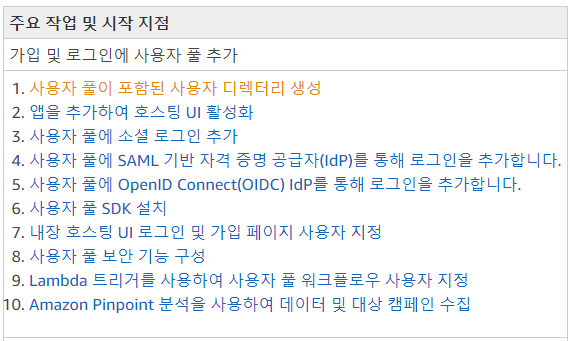 주요 작업 및 시작 지점
가입 및 로그인에 사용자 풀 추가
1. 사용자 풀이 포함된 사용자 디렉터리 생성
2. 앱을 추가하여 호스팅 UI 활성화
3. 사용자 풀에 소셜 로그인 추가
4. 사용자 풀에 SAML 기반 자격 증명 공급자(IdP)를 통해 로그인을 추가합니다.
5. 사용자 풀에 OpenID Connect(OIDC) IdP를 통해 로그인을 추가합니다.
6. 사용자 풀 SDK 설치
7. 내장 호스팅 UI 로그인 및 가입 페이지 사용자 지정
8. 사용자 풀 보안 기능 구성
9. Lambda 트리거를 사용하여 사용자 풀 워크플로우 사용자 지정
10. Amazon Pinpoint 분석을 사용하여 데이터 및 대상 캠페인 수집